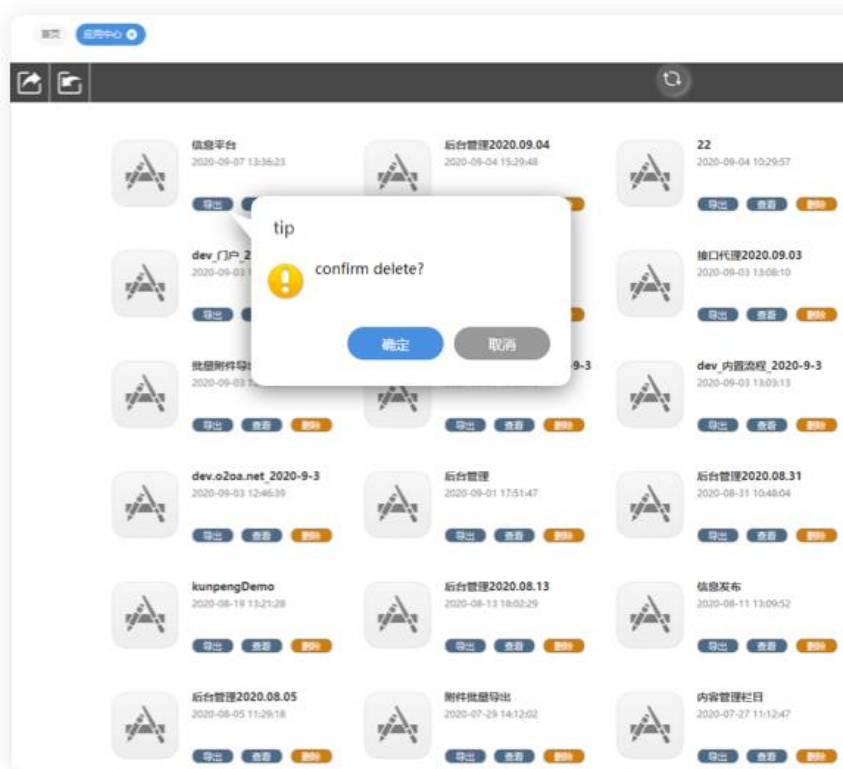 首页 应用中心
信息平台
2020-09-07 13:36:23
导出
后台管理2020.09.04
2020-09-04 15:29:48
22
2020-09-04 10:29:57
导出 查看 删除
tip
confirm delete?
确定 取消
dev_门户_2
2020-09-03 1
导出
接口代理2020.09.03
2020-09-03 13:08:10
导出 查看 删除
批量附件导
2020-09-03
导出 查看 删除
9-3
导出 查看 删除
dev_内置流程_2020-9-3
2020-09-03 13:03:13
导出 查看 删除
dev.o2oa.net_2020-9-3
2020-09-03 12:46:39
导出 查看 删除
后台管理
2020-09-01 17:51:47
导出 查看 删除
后台管理2020.08.31
2020-08-31 10:48:04
导出 查看 删除
kunpengDemo
2020-08-19 13:21:28
导出 查看 删除
后台管理2020.08.13
2020-08-13 18:02:29
导出 查看 删除
信息发布
2020-08-11 13:09:52
导出 查看 删除
后台管理2020.08.05
2020-08-05 11:29:18
导出 查看 删除
附件批量导出
2020-07-29 14:12:02
导出 查看 删除
内容管理栏目
2020-07-27 11:12:47
导出 查看 删除